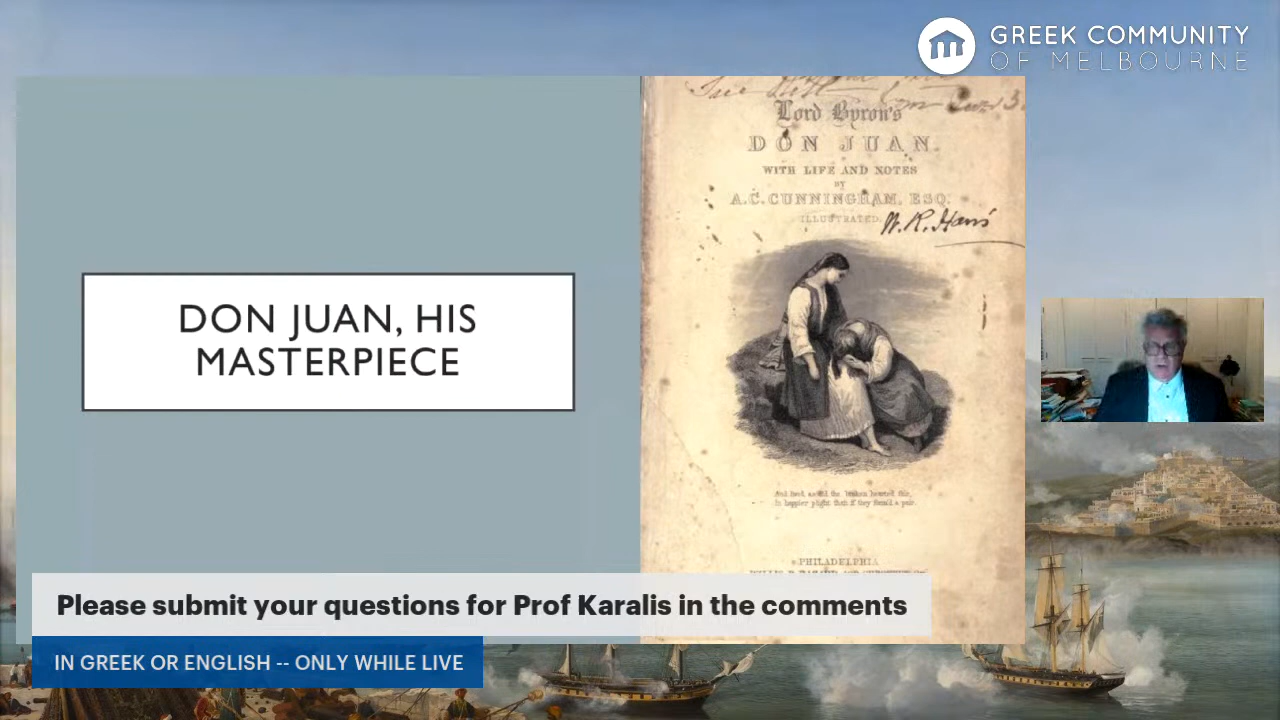 GREEK COMMUNITY
OF MELBOURNE
DON JUAN, HIS
MASTERPIECE
Lord Byron's
DON JUAN.
WITH LIFE AND NOTES
BY
A. C. CUNNINGHAM, ESQ.
ILLUSTRATED.
PHILADELPHIA
Please submit your questions for Prof Karalis in the comments
IN GREEK OR ENGLISH -- ONLY WHILE LIVE